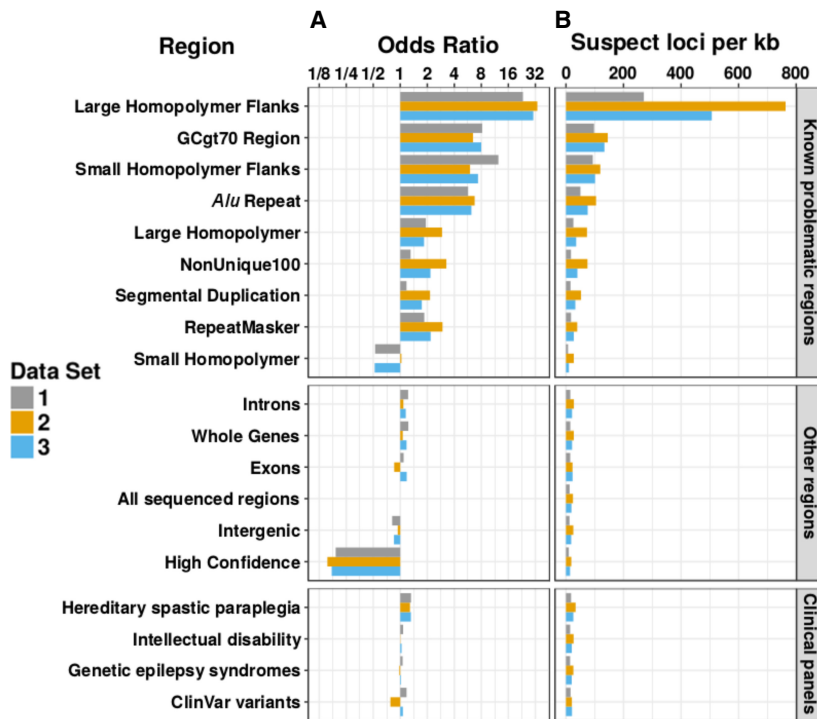 A B
Region Odds Ratio Suspect loci per kb
1/8 1/4 1/2 1 2 4 8 16 32 0 200 400 600 800
Large Homopolymer Flanks
GCgt70 Region
Small Homopolymer Flanks
Alu Repeat
Large Homopolymer
NonUnique100
Segmental Duplication
RepeatMasker
Small Homopolymer
Known problematic regions
Introns
Whole Genes
Exons
All sequenced regions
Intergenic
High Confidence
Other regions
Hereditary spastic paraplegia
Intellectual disability
Genetic epilepsy syndromes
ClinVar variants
Clinical panels
Data Set
1
2
3